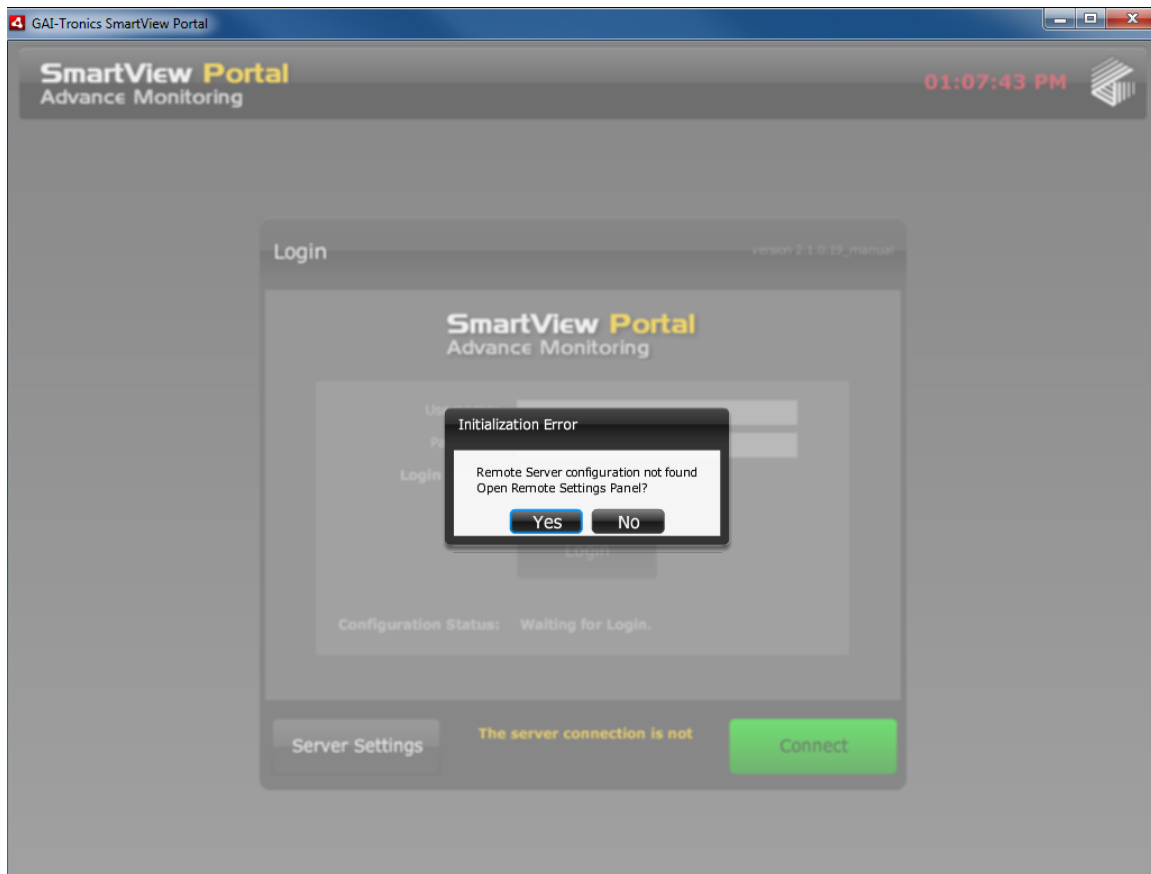 GAI-Tronics SmartView Portal
SmartView Portal
Advance Monitoring
01:07:43 PM
Login
version 2.1.0.19_manual
SmartView Portal
Advance Monitoring
Initialization Error
Login
Remote Server configuration not found
Open Remote Settings Panel?
Yes No
Login
Configuration Status: Waiting for Login.
Server Settings
The server connection is not
Connect